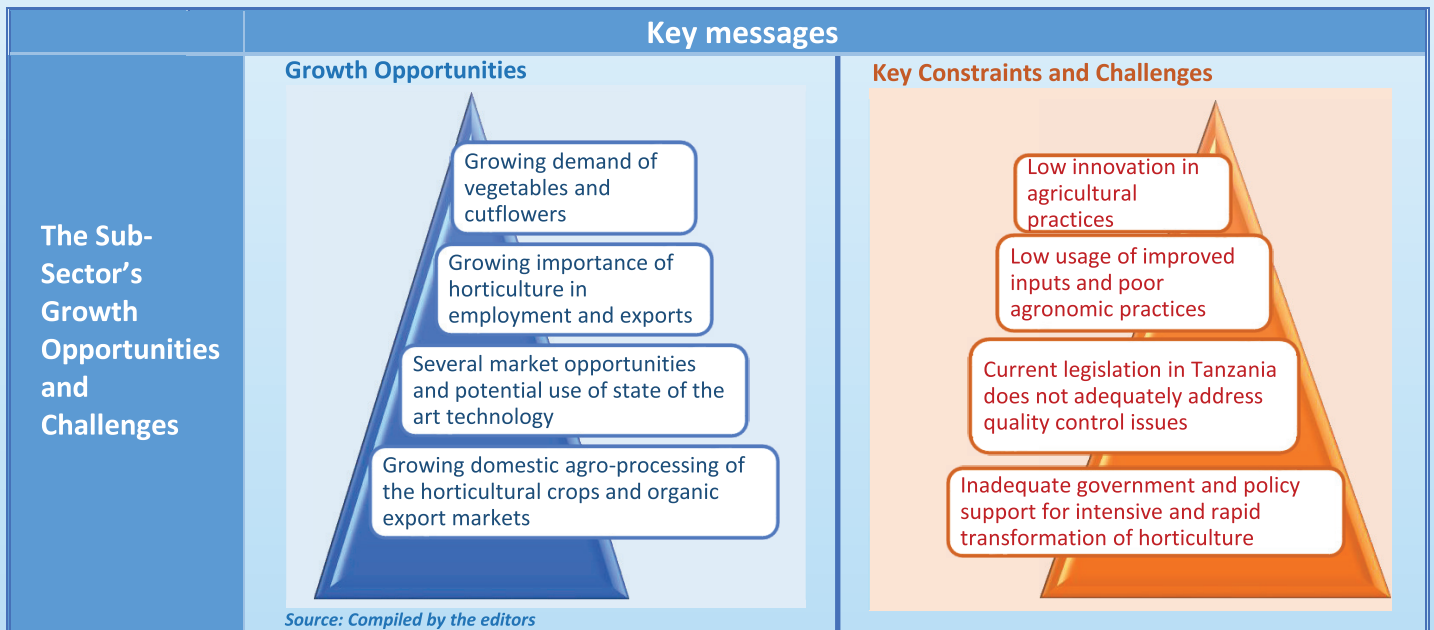 Key messages
The Sub-
Sector's
Growth
Opportunities
and
Challenges
Growth Opportunities
Growing demand of
vegetables and
cutflowers
Growing importance of
horticulture in
employment and exports
Several market opportunities
and potential use of state of the
art technology
Growing domestic agro-processing of
the horticultural crops and organic
export markets
Source: Compiled by the editors
Key Constraints and Challenges
Low innovation in
agricultural
practices
Low usage of improved
inputs and poor
agronomic practices
Current legislation in Tanzania
does not adequately address
quality control issues
Inadequate government and policy
support for intensive and rapid
transformation of horticulture